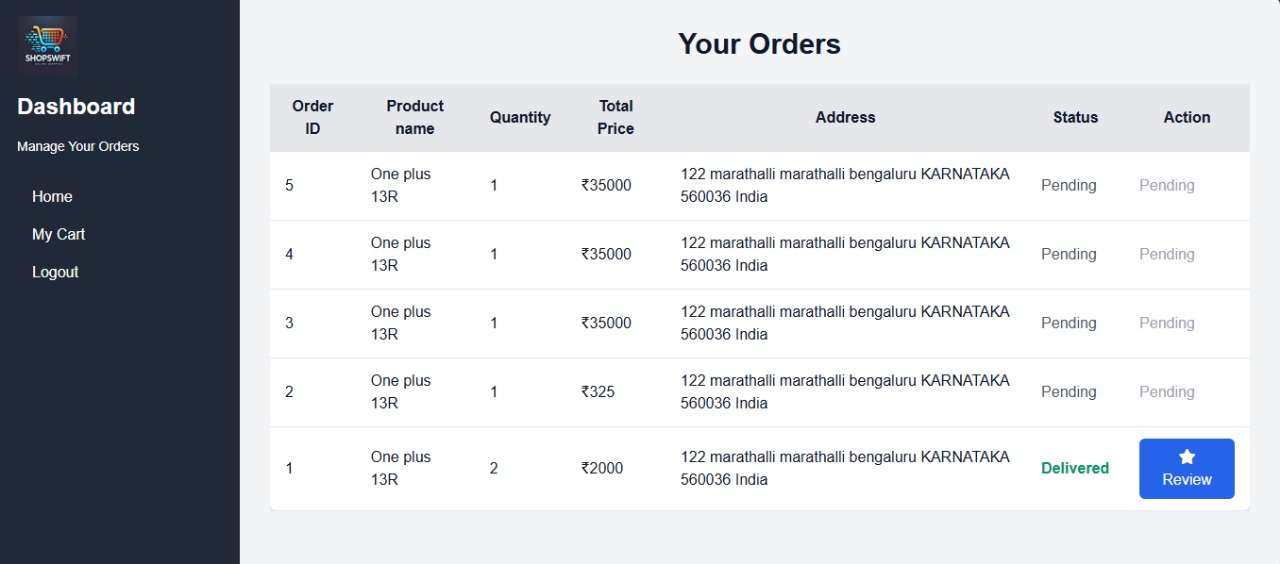 SHOPSWIFT
Dashboard
Manage Your Orders
Home
My Cart
Logout
Your Orders
Order ID Product name Quantity Total Price Address Status Action
5 One plus 13R 1 ₹35000 122 marathalli marathalli bengaluru KARNATAKA 560036 India Pending Pending
4 One plus 13R 1 ₹35000 122 marathalli marathalli bengaluru KARNATAKA 560036 India Pending Pending
3 One plus 13R 1 ₹35000 122 marathalli marathalli bengaluru KARNATAKA 560036 India Pending Pending
2 One plus 13R 1 ₹325 122 marathalli marathalli bengaluru KARNATAKA 560036 India Pending Pending
1 One plus 13R 2 ₹2000 122 marathalli marathalli bengaluru KARNATAKA 560036 India Delivered Review